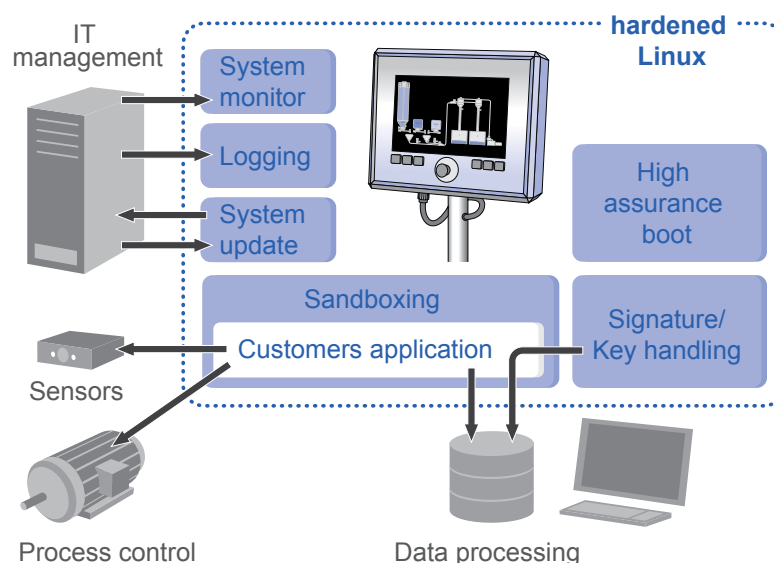 IT
management
hardened
Linux
System
monitor
Logging
System
update
High
assurance
boot
Sandboxing
Customers application
Signature/
Key handling
Sensors
Process control
Data processing